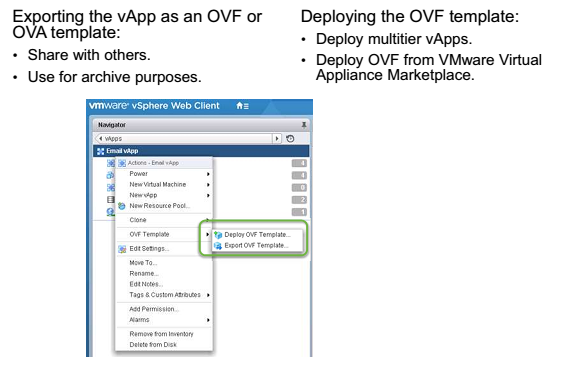 Exporting the vApp as an OVF or
OVA template:
• Share with others.
• Use for archive purposes.
Deploying the OVF template:
• Deploy multitier vApps.
• Deploy OVF from VMware Virtual
Appliance Marketplace.
vmware® vSphere Web Client
Navigator
vApps
Email vApp
Actions - Email vApp
4
Power
4
New Virtual Machine
0
New vApp
2
New Resource Pool...
1
Clone
OVF Template
Deploy OVF Template...
Export OVF Template...
Edit Settings...
Move To...
Rename...
Edit Notes...
Tags & Custom Attributes
Add Permission...
Alarms
Remove from Inventory
Delete from Disk